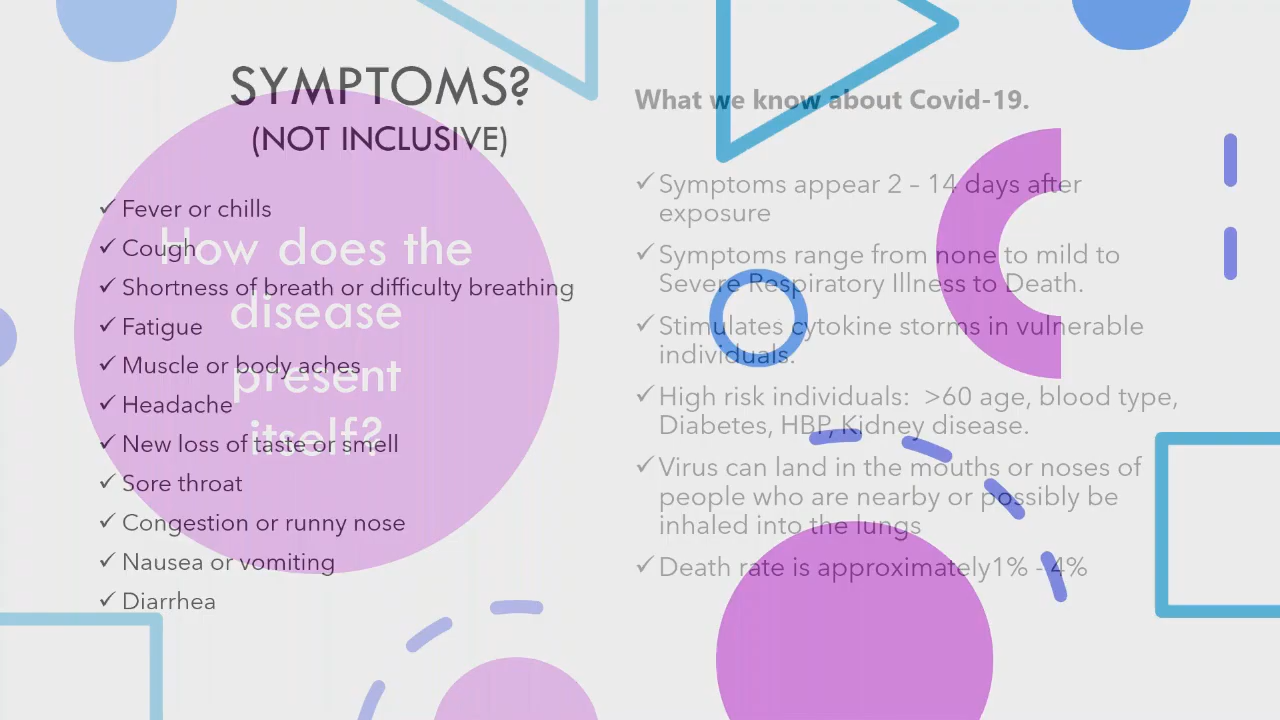 SYMPTOMS?
(NOT INCLUSIVE)
✓ Fever or chills
✓ Cough
✓ Shortness of breath or difficulty breathing
✓ Fatigue
✓ Muscle or body aches
✓ Headache
✓ New loss of taste or smell
✓ Sore throat
✓ Congestion or runny nose
✓ Nausea or vomiting
✓ Diarrhea
How does the
disease
present
itself?
What we know about Covid-19.
✓ Symptoms appear 2 – 14 days after
exposure
✓ Symptoms range from none to mild to
Severe Respiratory Illness to Death.
✓ Stimulates cytokine storms in vulnerable
individuals.
✓ High risk individuals:  >60 age, blood type,
Diabetes, HBP, Kidney disease.
✓ Virus can land in the mouths or noses of
people who are nearby or possibly be
inhaled into the lungs
✓ Death rate is approximately1% - 4%